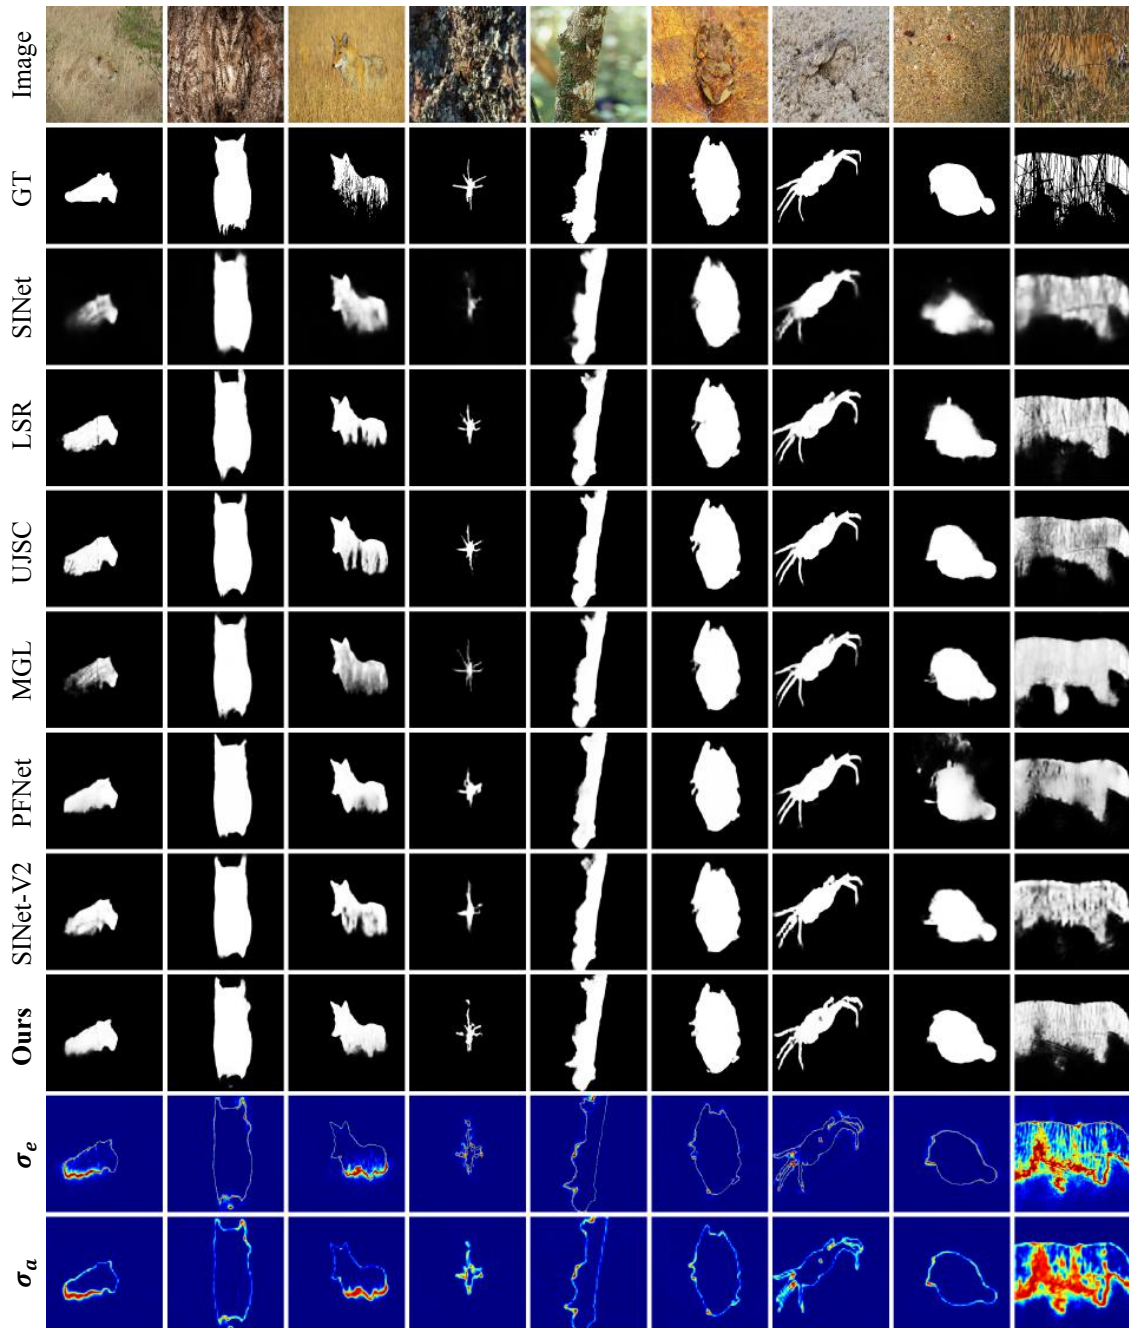 Image
GT
SINet
LSR
UJSC
MGL
PFNet
SINet-V2
Ours
σₑ
σₐ